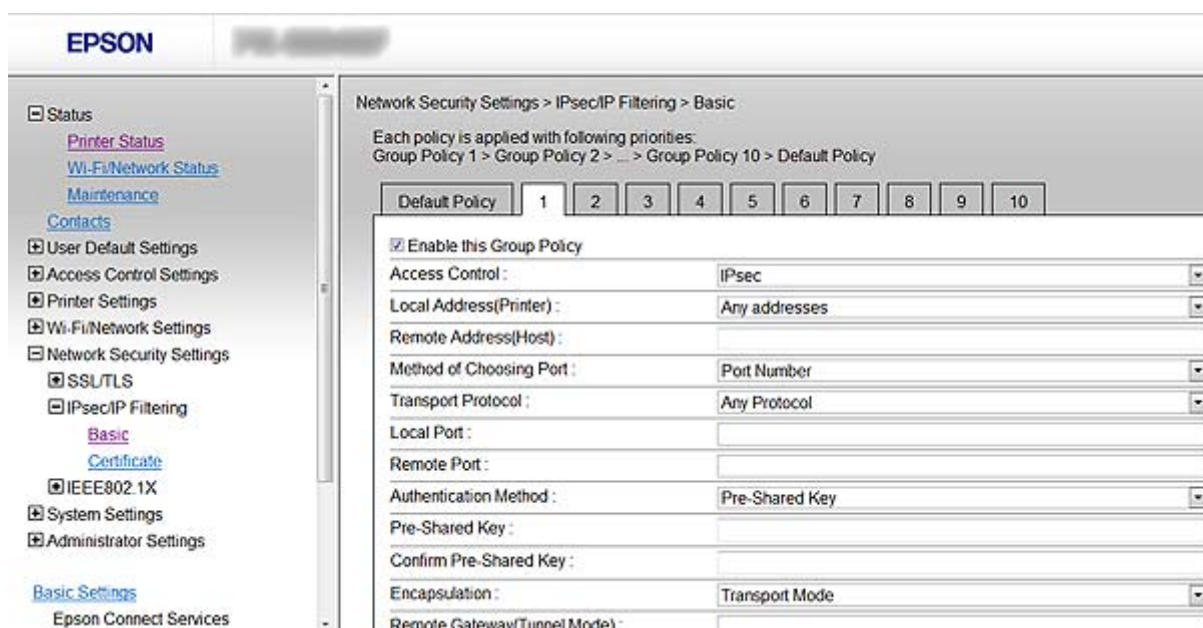 EPSON
Status
Printer Status
Wi-Fi/Network Status
Maintenance
Contacts
User Default Settings
Access Control Settings
Printer Settings
Wi-Fi/Network Settings
Network Security Settings
SSL/TLS
IPsec/IP Filtering
Basic
Certificate
IEEE802.1X
System Settings
Administrator Settings
Basic Settings
Epson Connect Services
Network Security Settings > IPsec/IP Filtering > Basic
Each policy is applied with following priorities:
Group Policy 1 > Group Policy 2 > ... > Group Policy 10 > Default Policy
Default Policy 1 2 3 4 5 6 7 8 9 10
Enable this Group Policy
Access Control : IPsec
Local Address(Printer) : Any addresses
Remote Address(Host) :
Method of Choosing Port : Port Number
Transport Protocol : Any Protocol
Local Port :
Remote Port :
Authentication Method : Pre-Shared Key
Pre-Shared Key :
Confirm Pre-Shared Key :
Encapsulation : Transport Mode
Remote Gateway(Tunnel Mode) :